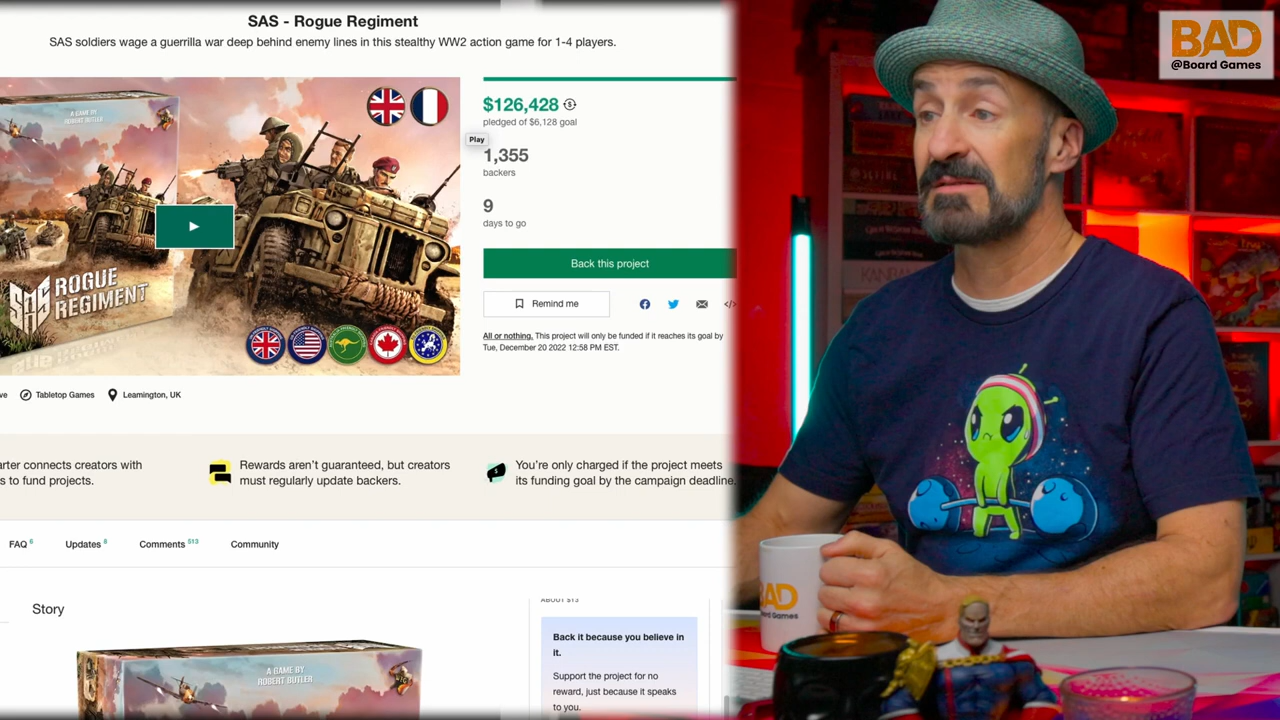 SAS - Rogue Regiment
SAS soldiers wage a guerrilla war deep behind enemy lines in this stealthy WW2 action game for 1-4 players.
A GAME BY
ROBERT BUTLER
SAS ROGUE
REGIMENT
$126,428
pledged of $6,128 goal
Play
1,355
backers
9
days to go
Back this project
Remind me
All or nothing. This project will only be funded if it reaches its goal by
Tue, December 20 2022 12:58 PM EST.
ve
Tabletop Games
Leamington, UK
arter connects creators with
s to fund projects.
Rewards aren't guaranteed, but creators
must regularly update backers.
$
You're only charged if the project meets
its funding goal by the campaign deadline.
FAQ 6
Updates 8
Comments 513
Community
Story
A GAME BY
ROBERT BUTLER
ABOUT $13
Back it because you believe in
it.
Support the project for no
reward, just because it speaks
to you.
BAD
@Board Games
BAD